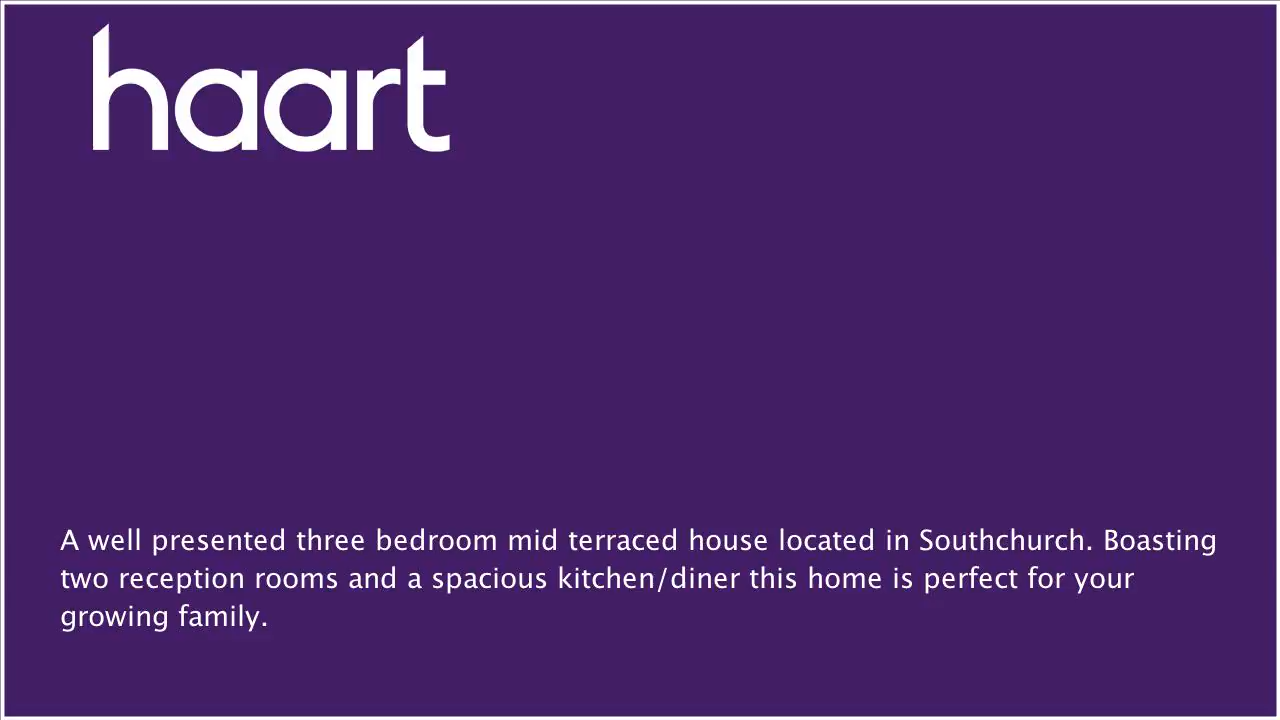 haart
A well presented three bedroom mid terraced house located in Southchurch. Boasting
two reception rooms and a spacious kitchen/diner this home is perfect for your
growing family.